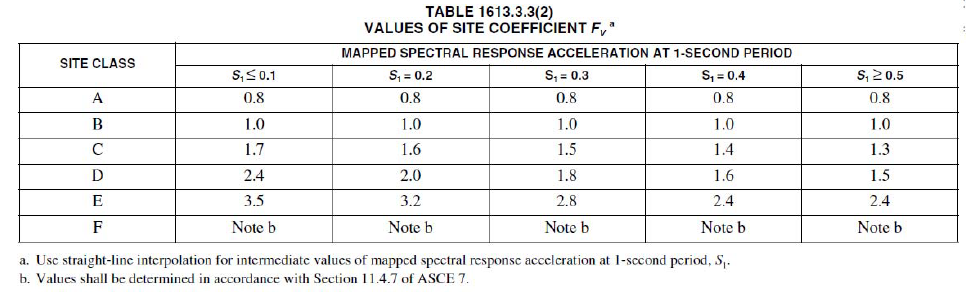 TABLE 1613.3.3(2)
VALUES OF SITE COEFFICIENT Fv a
SITE CLASS
MAPPED SPECTRAL RESPONSE ACCELERATION AT 1-SECOND PERIOD
S1 ≤ 0.1 S1 = 0.2 S1 = 0.3 S1 = 0.4 S1 ≥ 0.5
A 0.8 0.8 0.8 0.8 0.8
B 1.0 1.0 1.0 1.0 1.0
C 1.7 1.6 1.5 1.4 1.3
D 2.4 2.0 1.8 1.6 1.5
E 3.5 3.2 2.8 2.4 2.4
F Note b Note b Note b Note b Note b
a. Use straight-line interpolation for intermediate values of mapped spectral response acceleration at 1-second period, S1.
b. Values shall be determined in accordance with Section 11.4.7 of ASCE 7.